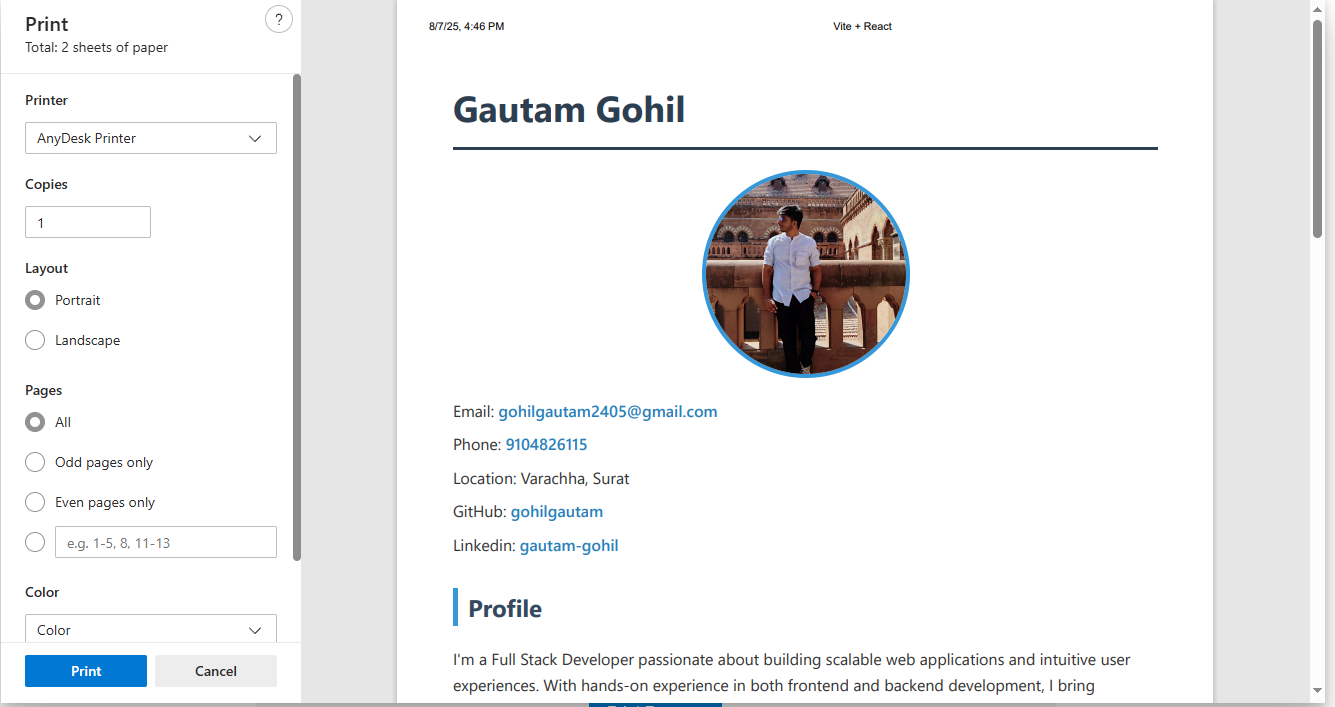 Print
?
Total: 2 sheets of paper
Printer
AnyDesk Printer
Copies
1
Layout
Portrait
Landscape
Pages
All
Odd pages only
Even pages only
e.g. 1-5, 8, 11-13
Color
Color
Print Cancel
8/7/25, 4:46 PM Vite + React
Gautam Gohil
Email: gohilgautam2405@gmail.com
Phone: 9104826115
Location: Varachha, Surat
GitHub: gohilgautam
Linkedin: gautam-gohil
Profile
I'm a Full Stack Developer passionate about building scalable web applications and intuitive user
experiences. With hands-on experience in both frontend and backend development, I bring